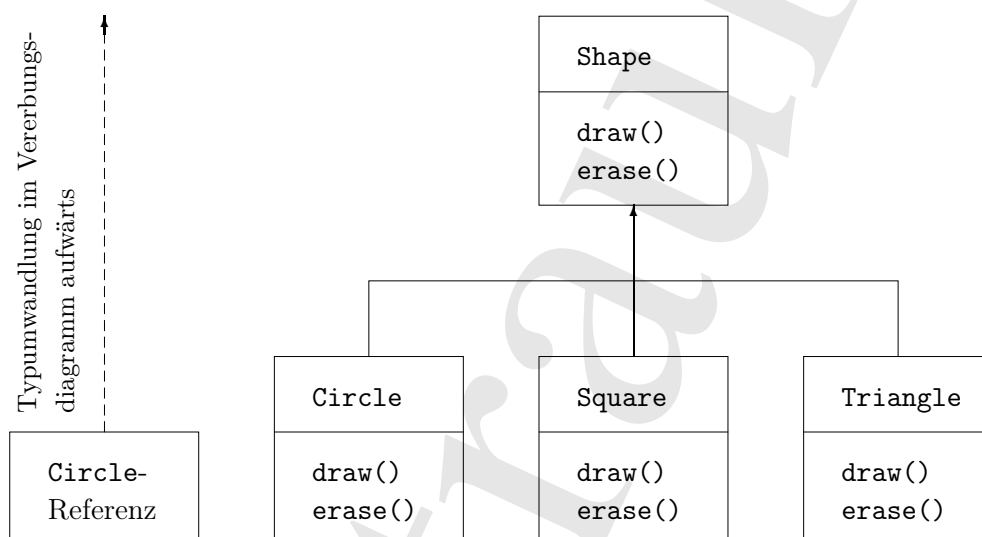 Typumwandlung im Vererbungs-
diagramm aufwärts
Shape
draw()
erase()
Circle
draw()
erase()
Square
draw()
erase()
Triangle
draw()
erase()
Circle-
Referenz